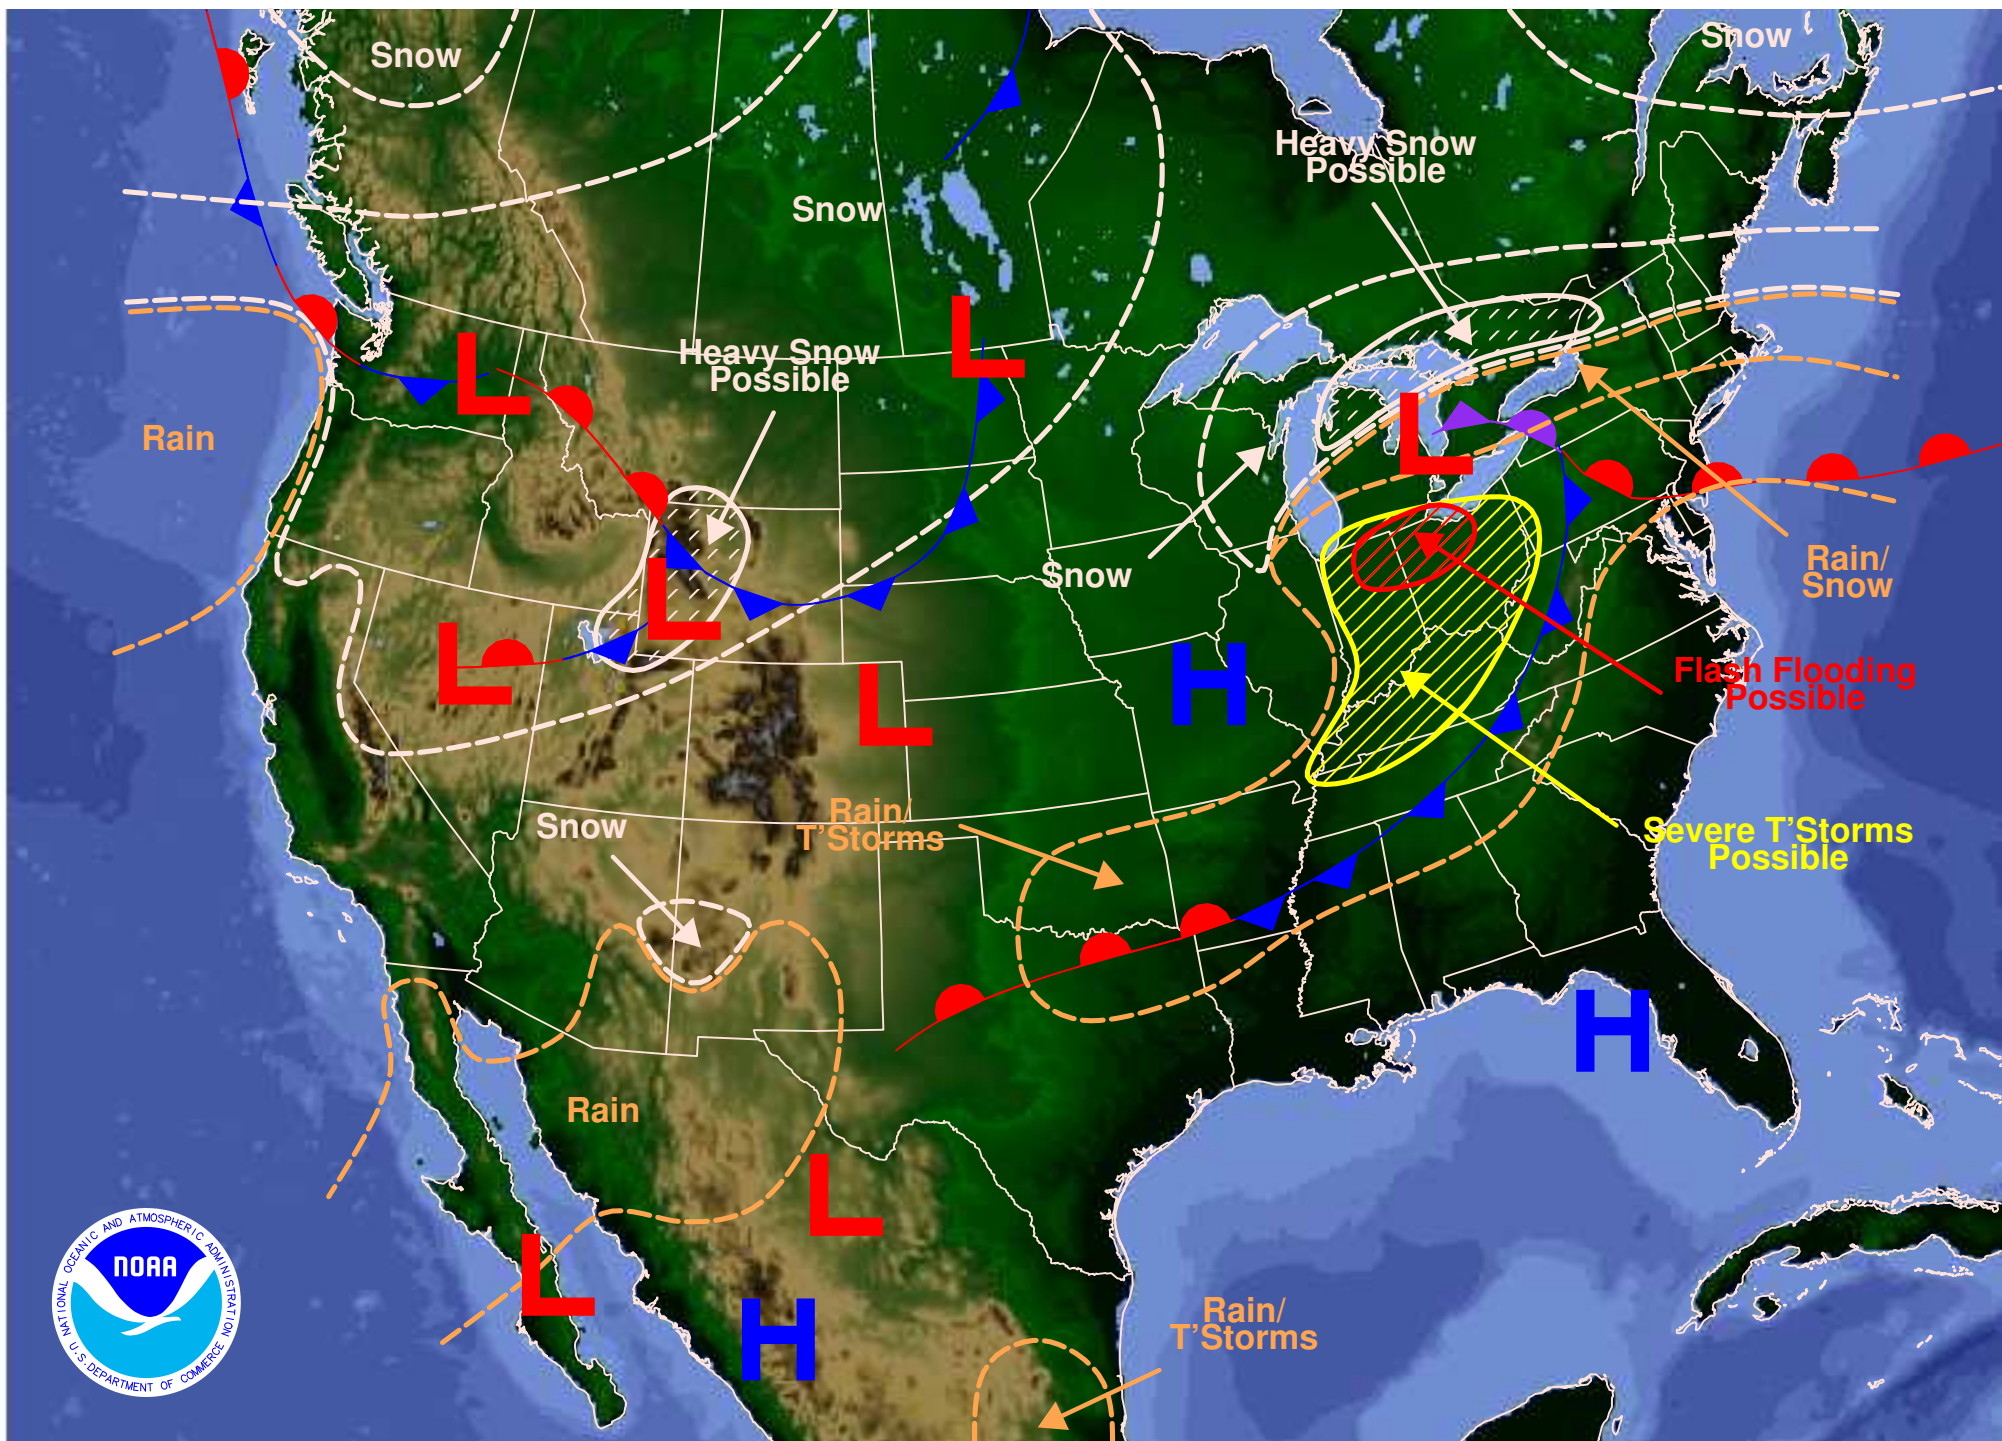 Snow
Snow
Heavy Snow
Possible
Snow
L
L
Heavy Snow
Possible
L
Rain
Snow
Rain/
Snow
L
L
H
L
Flash Flooding
Possible
Snow
Rain/
T'Storms
Severe T'Storms
Possible
H
Rain
L
L
H
Rain/
T'Storms
NATIONAL OCEANIC AND ATMOSPHERIC ADMINISTRATION
NOAA
U.S. DEPARTMENT OF COMMERCE